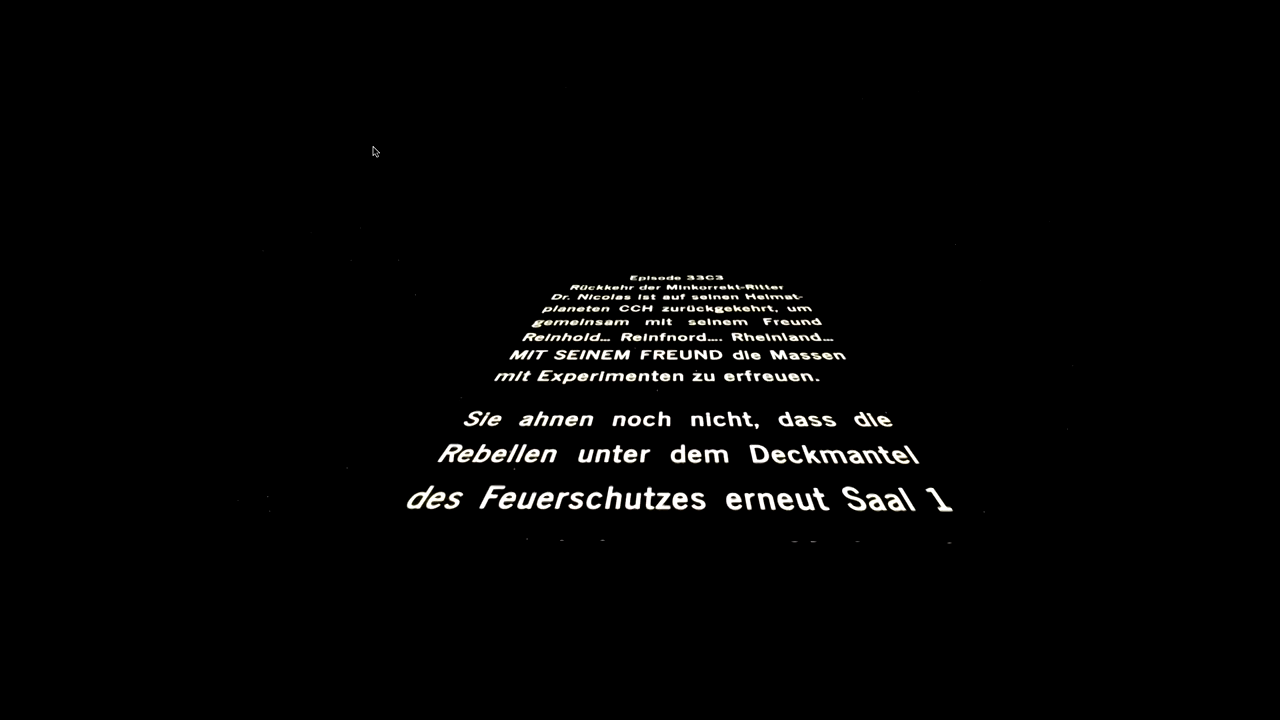 Episode 33C3
Rückkehr der Minkorrekt-Ritter
Dr. Nicolas ist auf seinen Heimat-
planeten CCH zurückgekehrt, um
gemeinsam mit seinem Freund
Reinhold... Reinfnord.... Rheinland...
MIT SEINEM FREUND die Massen
mit Experimenten zu erfreuen.
Sie ahnen noch nicht, dass die
Rebellen unter dem Deckmantel
des Feuerschutzes erneut Saal 1